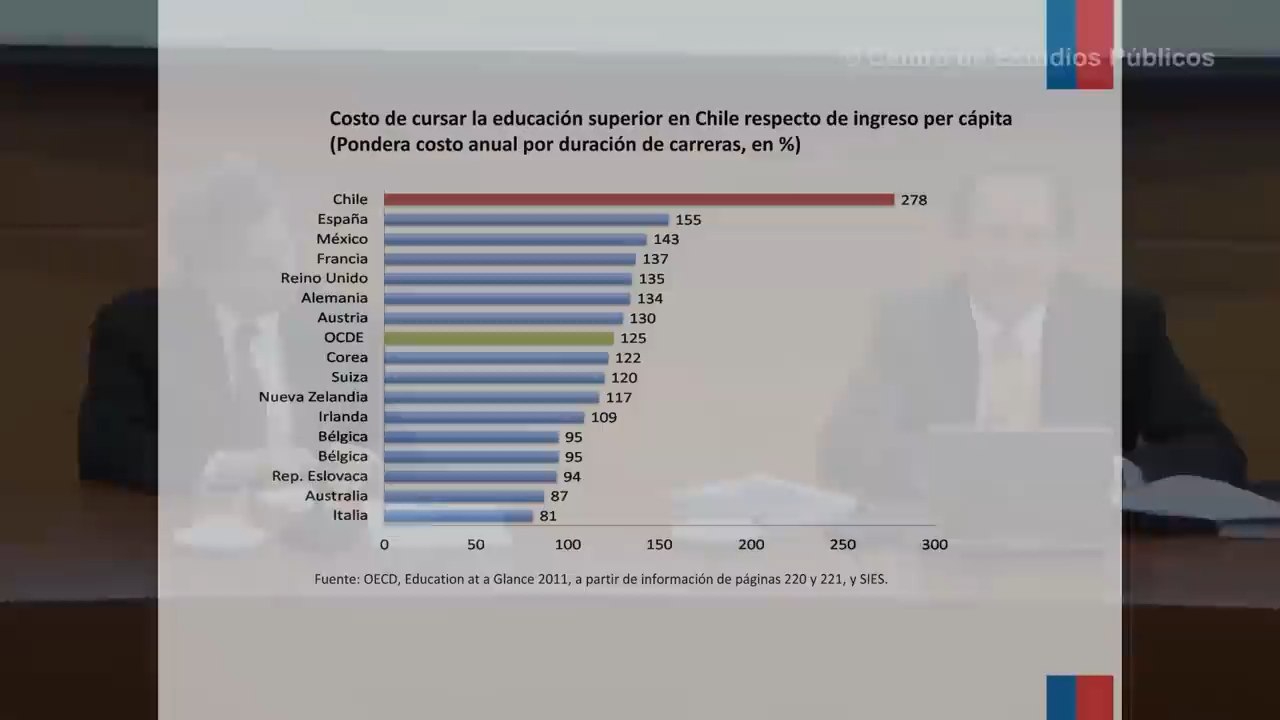 © Centro de Estudios Públicos
Costo de cursar la educación superior en Chile respecto de ingreso per cápita
(Pondera costo anual por duración de carreras, en %)
Chile 278
España 155
México 143
Francia 137
Reino Unido 135
Alemania 134
Austria 130
OCDE 125
Corea 122
Suiza 120
Nueva Zelandia 117
Irlanda 109
Bélgica 95
Bélgica 95
Rep. Eslovaca 94
Australia 87
Italia 81
0 50 100 150 200 250 300
Fuente: OECD, Education at a Glance 2011, a partir de información de páginas 220 y 221, y SIES.